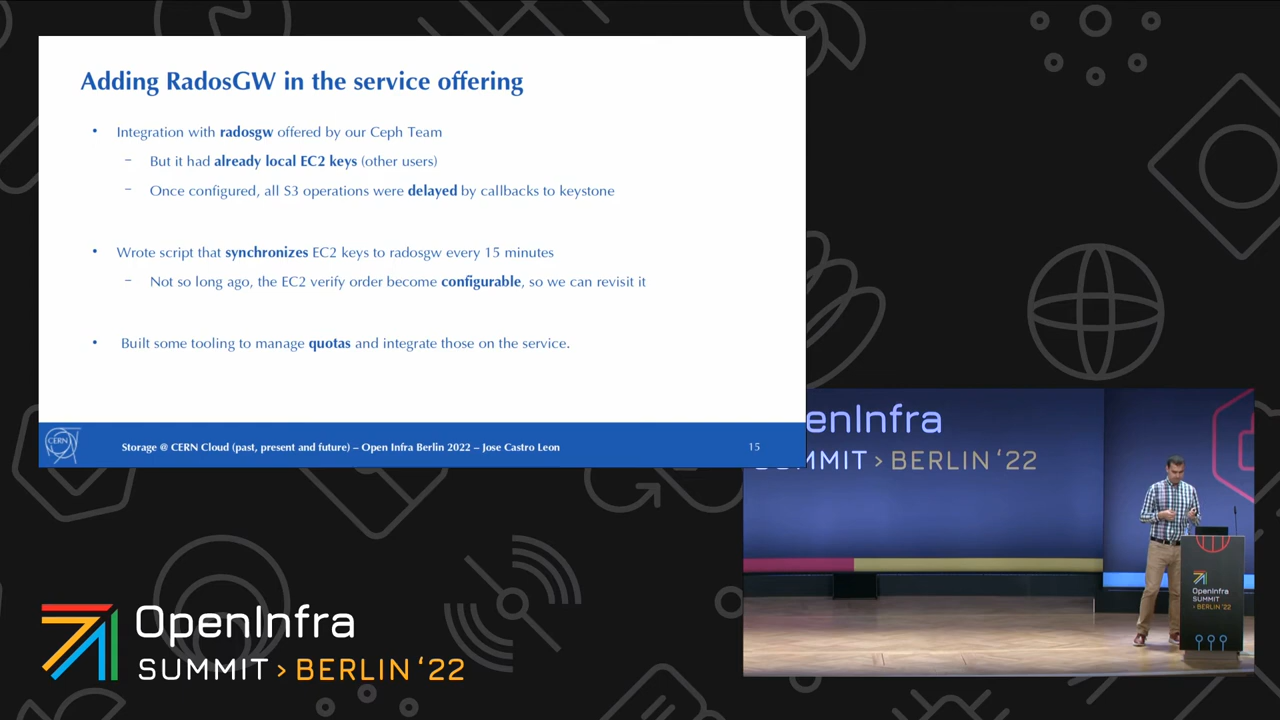 Adding RadosGW in the service offering
• Integration with radosgw offered by our Ceph Team
– But it had already local EC2 keys (other users)
– Once configured, all S3 operations were delayed by callbacks to keystone
• Wrote script that synchronizes EC2 keys to radosgw every 15 minutes
– Not so long ago, the EC2 verify order become configurable, so we can revisit it
• Built some tooling to manage quotas and integrate those on the service.
CERN
Storage @ CERN Cloud (past, present and future) – Open Infra Berlin 2022 – Jose Castro Leon
15
enInfra
MMIT > BERLIN ‘22
OpenInfra
SUMMIT
> BERLIN '22
OpenInfra
SUMMIT > BERLIN ‘22